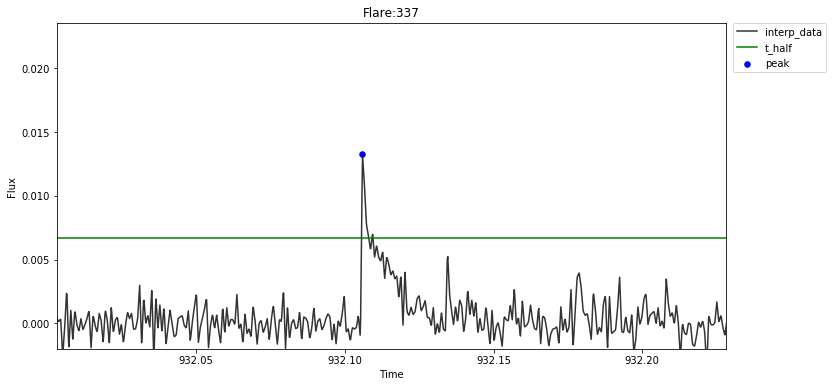 Flare:337
interp_data
t_half
peak
0.020
0.015
0.010
0.005
0.000
Flux
932.05
932.10
932.15
932.20
Time